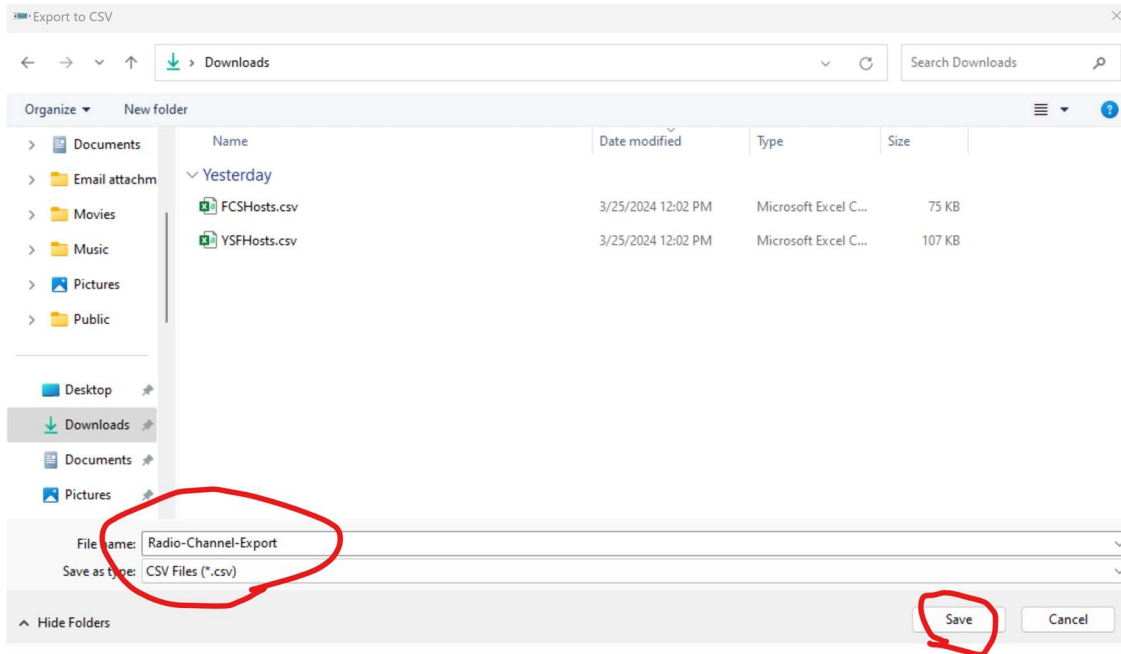 Export to CSV
Downloads
Search Downloads
Organize
New folder
Name
Date modified
Type
Size
Documents
Email attachm
Movies
Music
Pictures
Public
Desktop
Downloads
Documents
Pictures
Yesterday
FCSHosts.csv 3/25/2024 12:02 PM Microsoft Excel C... 75 KB
YSFHosts.csv 3/25/2024 12:02 PM Microsoft Excel C... 107 KB
File name: Radio-Channel-Export
Save as type: CSV Files (*.csv)
Hide Folders
Save
Cancel